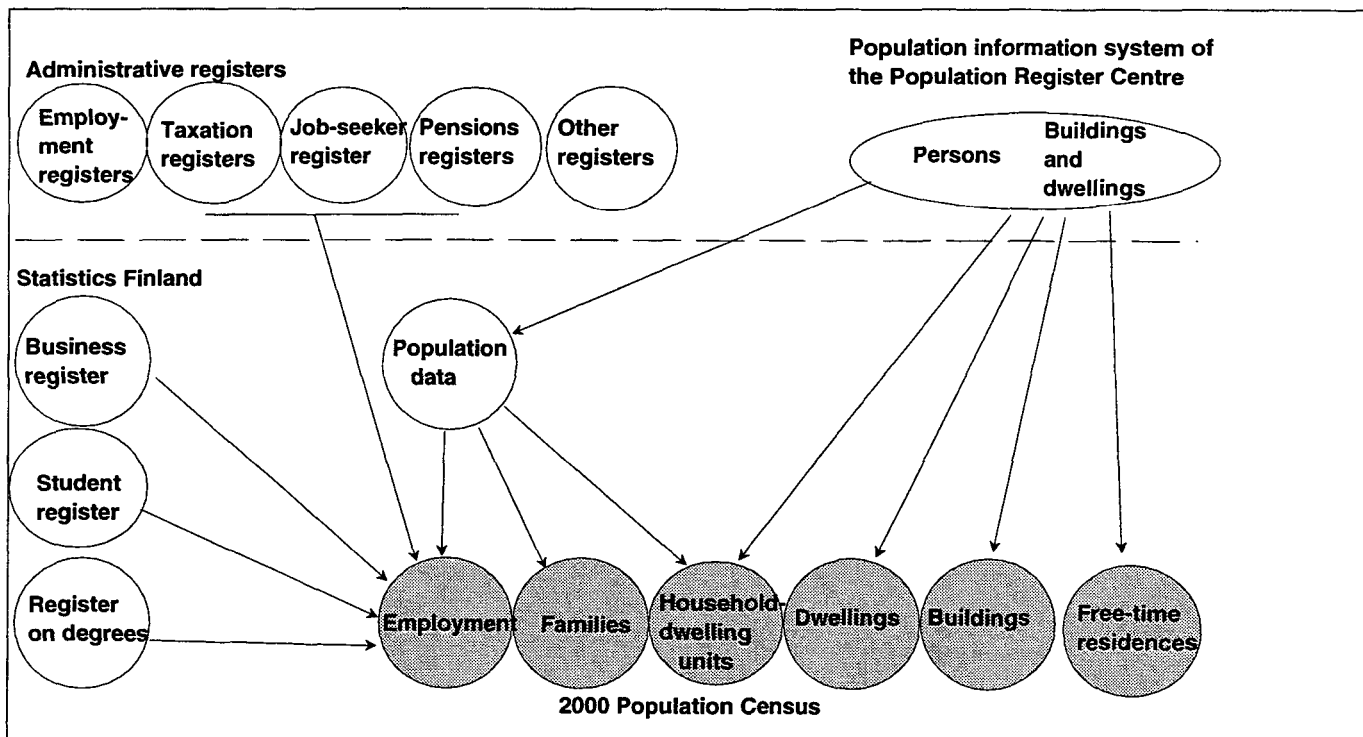 Administrative registers
Population information system of
the Population Register Centre
Employ-
ment
registers
Taxation
registers
Job-seeker
register
Pensions
registers
Other
registers
Persons
Buildings
and
dwellings
Statistics Finland
Business
register
Population
data
Student
register
Register
on degrees
Employment
Families
Household-
dwelling
units
Dwellings
Buildings
Free-time
residences
2000 Population Census